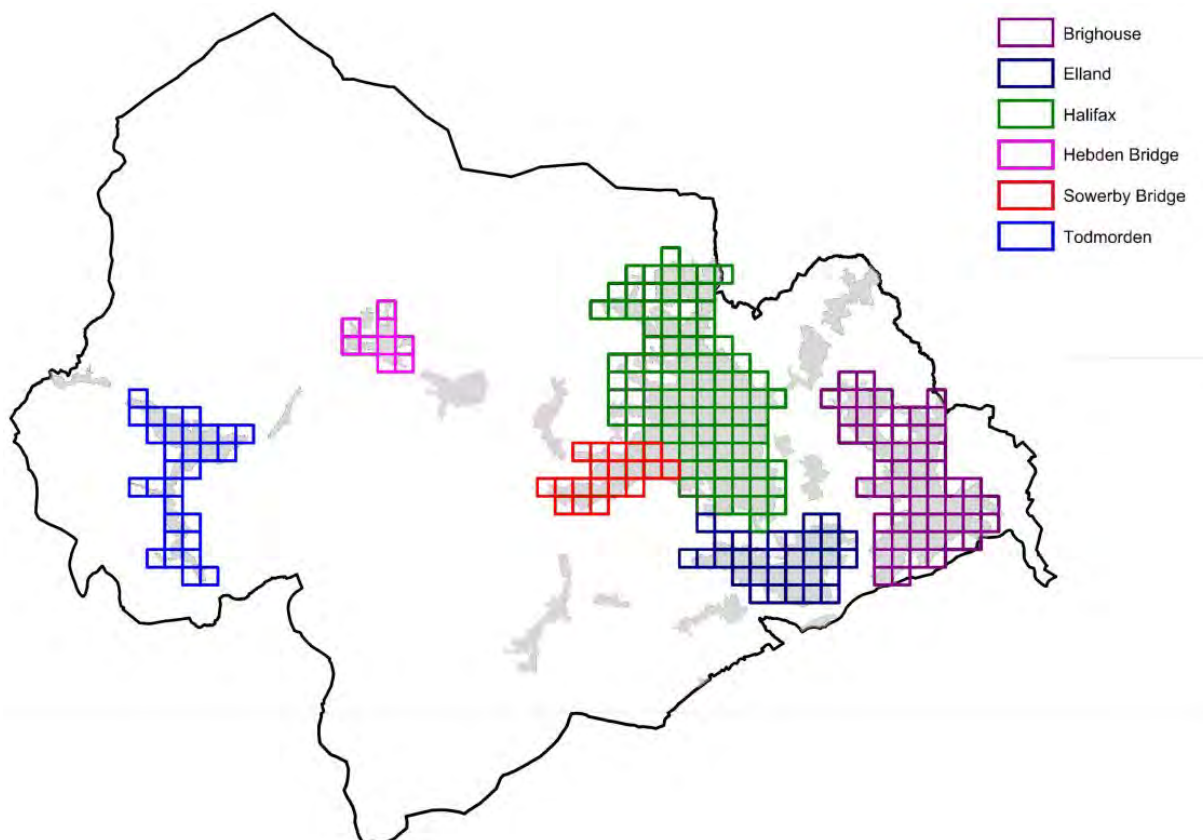 Brighouse
Elland
Halifax
Hebden Bridge
Sowerby Bridge
Todmorden